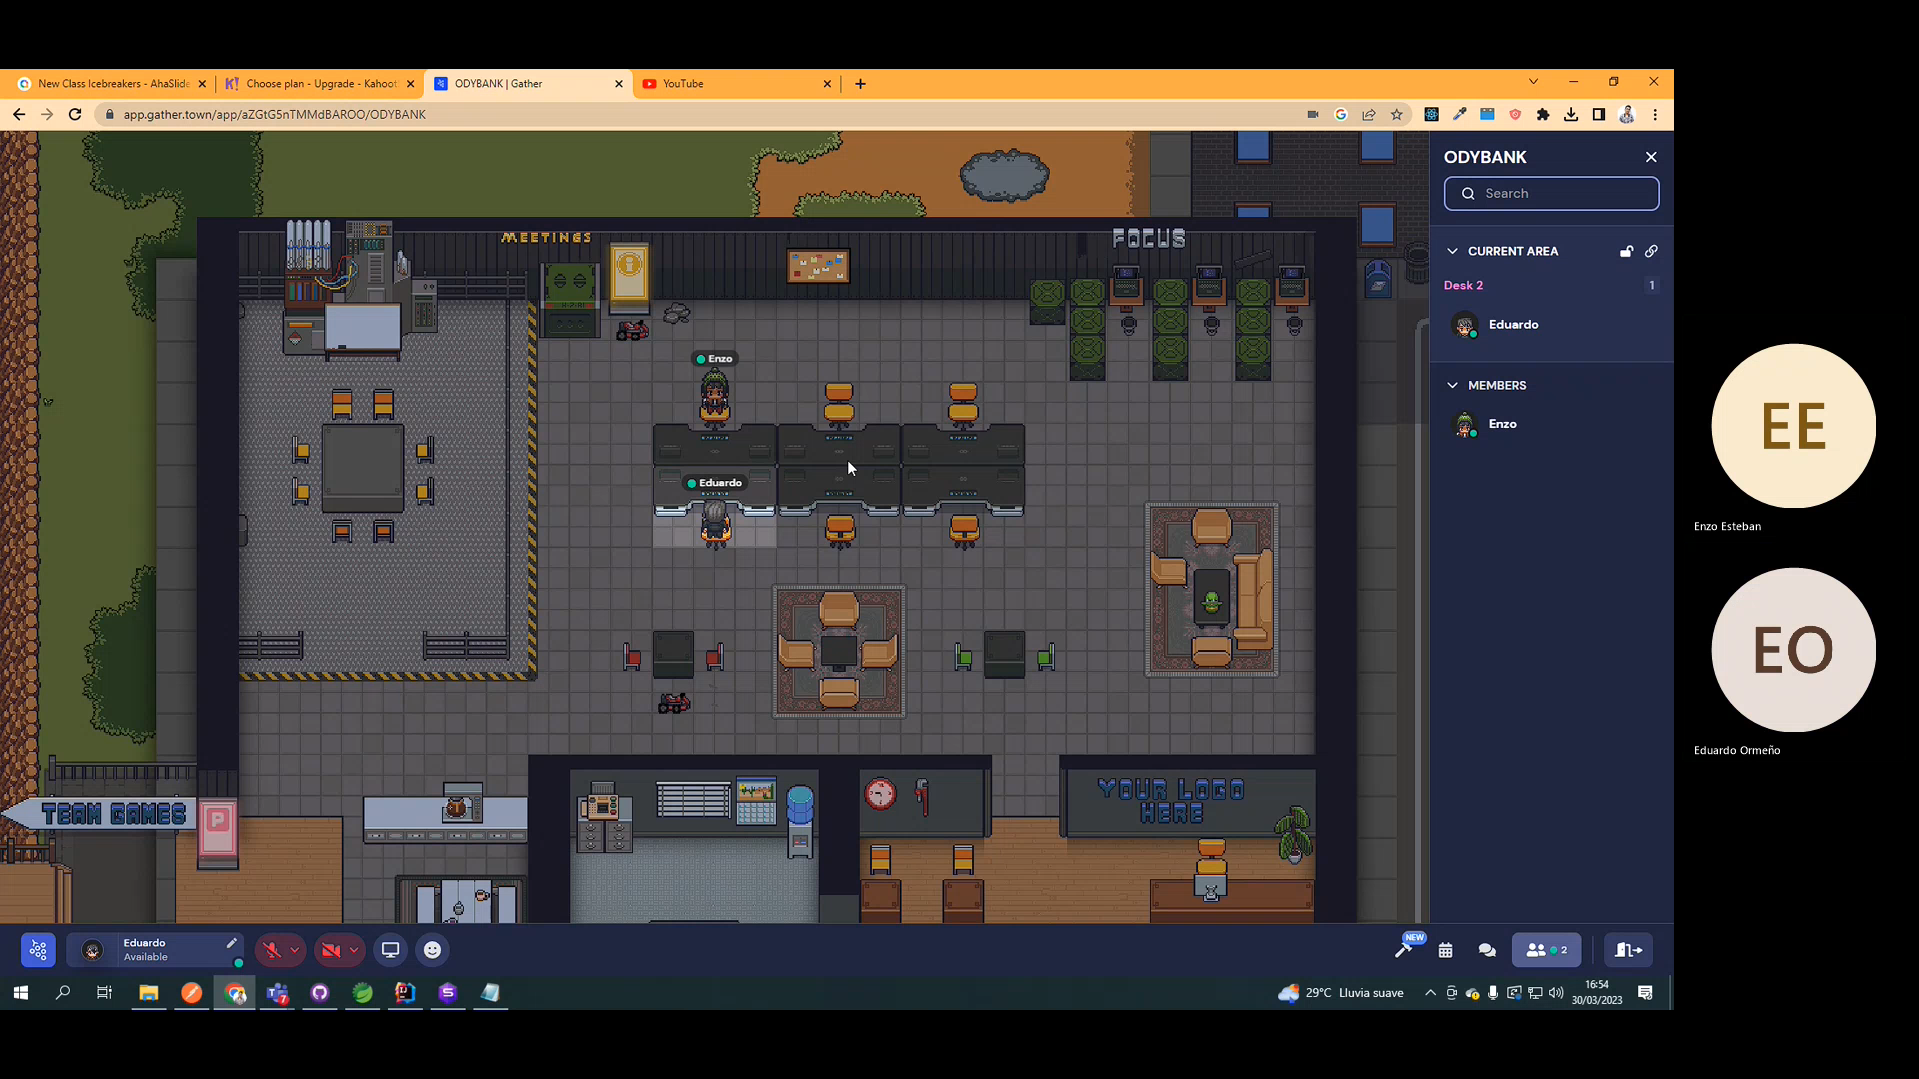 New Class Icebreakers - AhaSlide
Choose plan - Upgrade - Kahoot
ODYBANK | Gather
YouTube
app.gather.town/app/aZGtG5nTMMdBAROO/ODYBANK
ODYBANK
Search
CURRENT AREA
Desk 2
1
Eduardo
MEMBERS
Enzo
MEETINGS
FOCUS
Enzo
Eduardo
TEAM GAMES
P
YOUR LOGO
HERE
EE
Enzo Esteban
EO
Eduardo Ormeño
Eduardo
Available
NEW
2
29°C Lluvia suave
16:54
30/03/2023